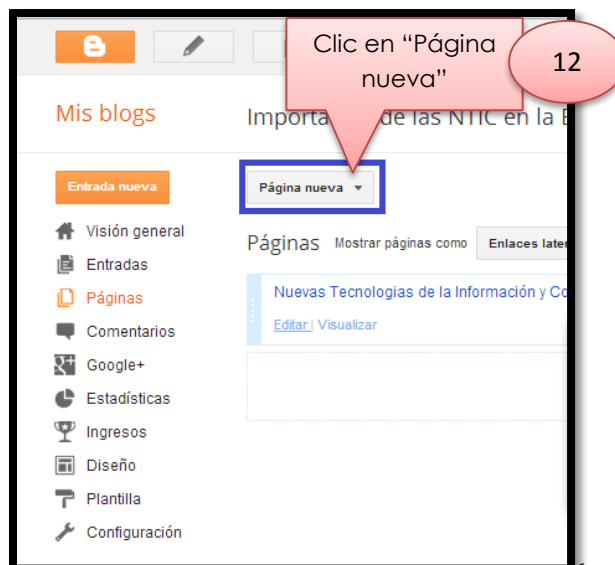 Clic en “Página
nueva”
12
Mis blogs
Importa de las NTIC en la E
Entrada nueva
Página nueva
Visión general
Entradas
Páginas
Comentarios
Google+
Estadísticas
Ingresos
Diseño
Plantilla
Configuración
Páginas Mostrar páginas como Enlaces later
Nuevas Tecnologias de la Información y Co
Editar | Visualizar